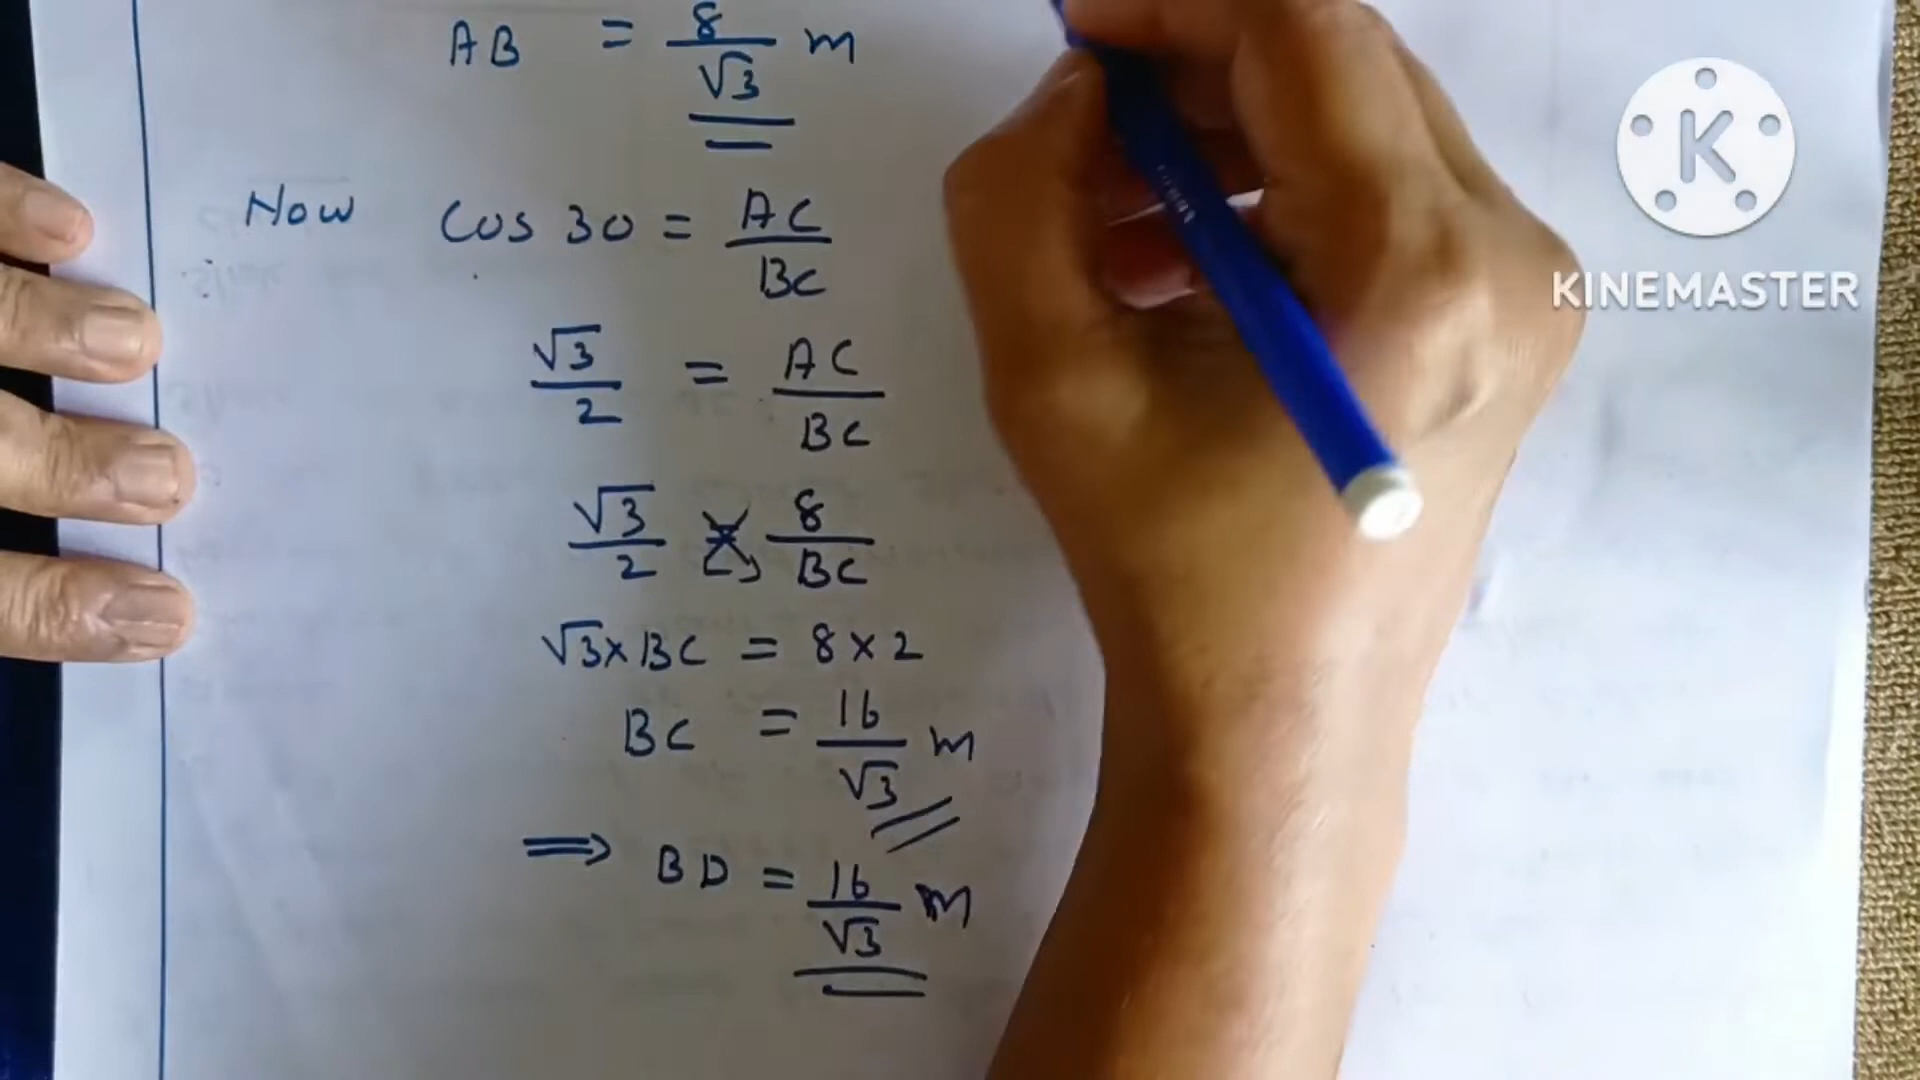 AB = 8/√3 m
Now Cos 30 = AC/BC
√3/2 = AC/BC
√3/2 = 8/BC
√3 × BC = 8 × 2
BC = 16/√3 m
⇒ BD = 16/√3 m
K
KINEMASTER